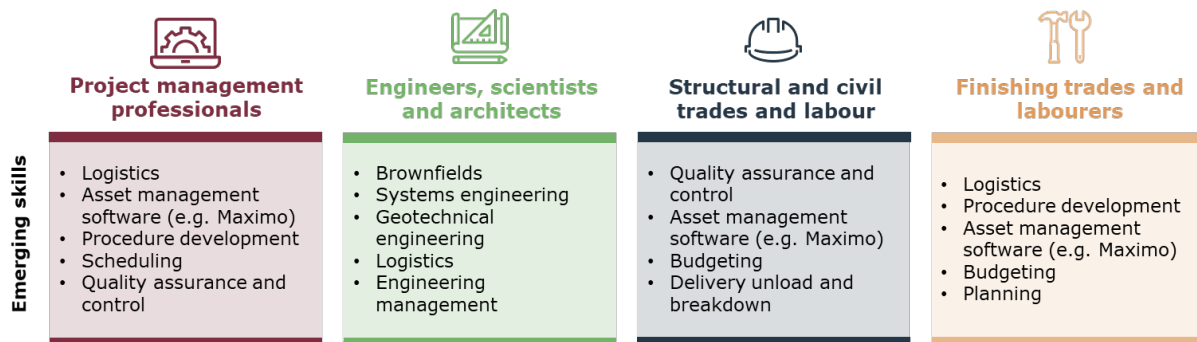 Project management
professionals
Engineers, scientists
and architects
Structural and civil
trades and labour
Finishing trades and
labourers
Emerging skills
• Logistics
• Asset management
software (e.g. Maximo)
• Procedure development
• Scheduling
• Quality assurance and
control
• Brownfields
• Systems engineering
• Geotechnical
engineering
• Logistics
• Engineering
management
• Quality assurance and
control
• Asset management
software (e.g. Maximo)
• Budgeting
• Delivery unload and
breakdown
• Logistics
• Procedure development
• Asset management
software (e.g. Maximo)
• Budgeting
• Planning